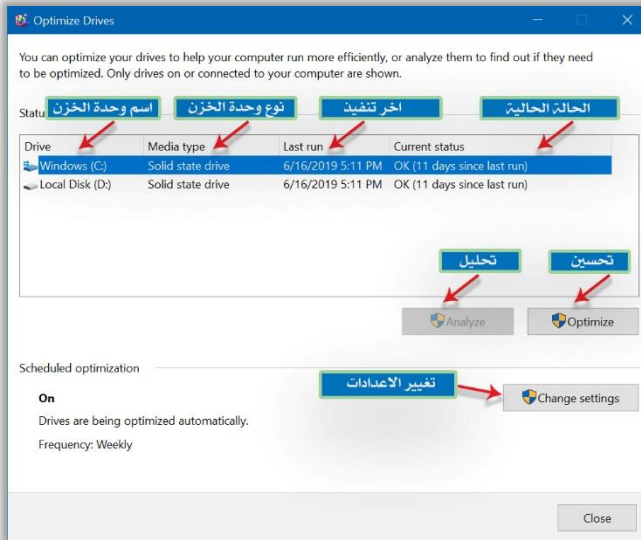 Optimize Drives
You can optimize your drives to help your computer run more efficiently, or analyze them to find out if they need
to be optimized. Only drives on or connected to your computer are shown.
Statu
اسم وحدة الخزن
نوع وحدة الخزن
اخر تنفيذ
الحالة الحالية
Drive Media type Last run Current status
Windows (C:) Solid state drive 6/16/2019 5:11 PM OK (11 days since last run)
Local Disk (D:) Solid state drive 6/16/2019 5:11 PM OK (11 days since last run)
تحليل
تحسين
Analyze Optimize
Scheduled optimization
تغيير الاعدادات
On
Change settings
Drives are being optimized automatically.
Frequency: Weekly
Close